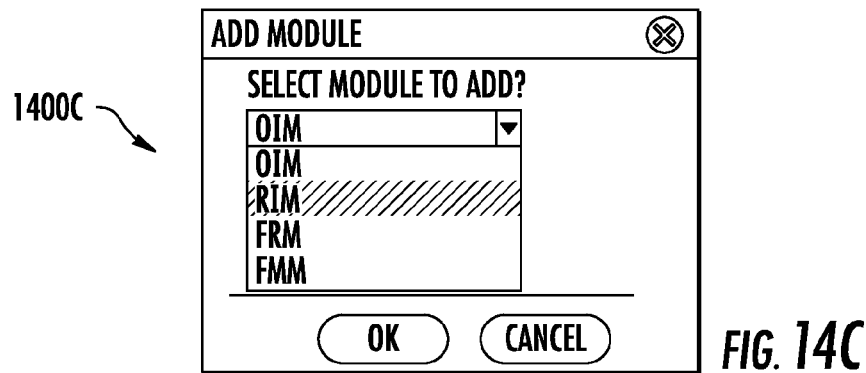 ADD MODULE
SELECT MODULE TO ADD?
1400C
OIM
OIM
RIM
FRM
FMM
OK CANCEL
FIG. 14C